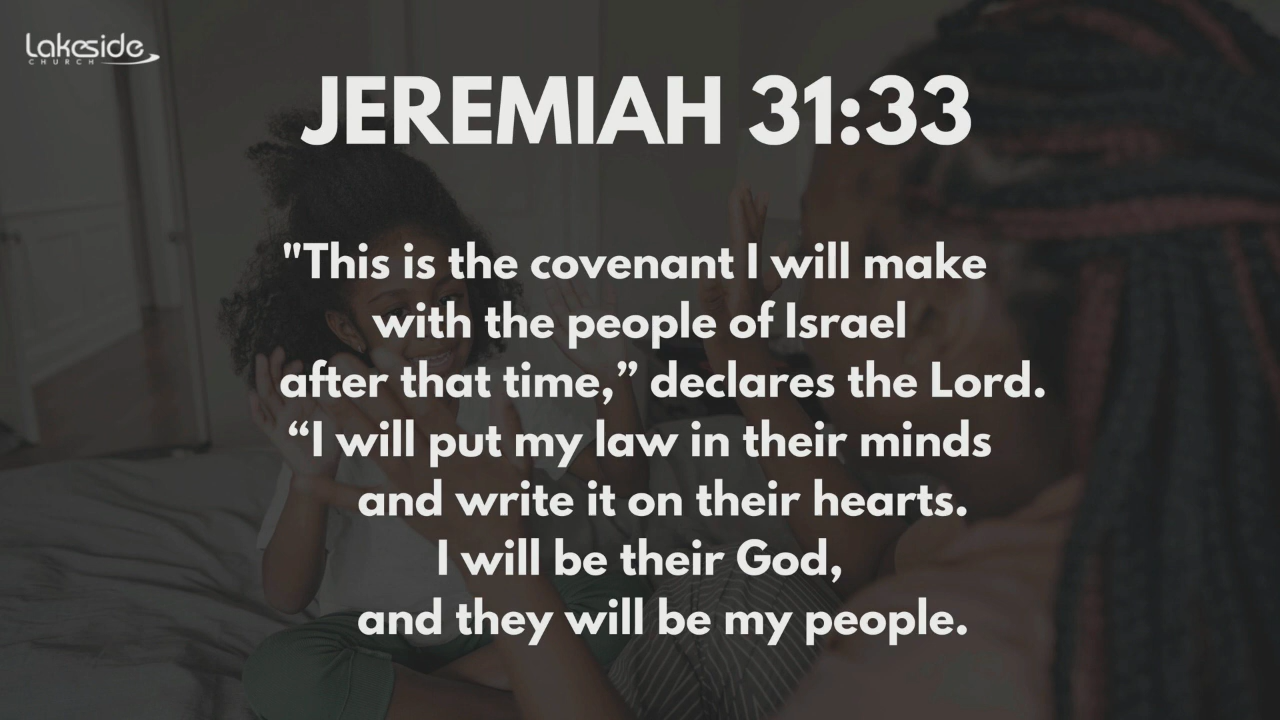 Lakeside
CHURCH
JEREMIAH 31:33
"This is the covenant I will make
with the people of Israel
after that time,” declares the Lord.
“I will put my law in their minds
and write it on their hearts.
I will be their God,
and they will be my people.